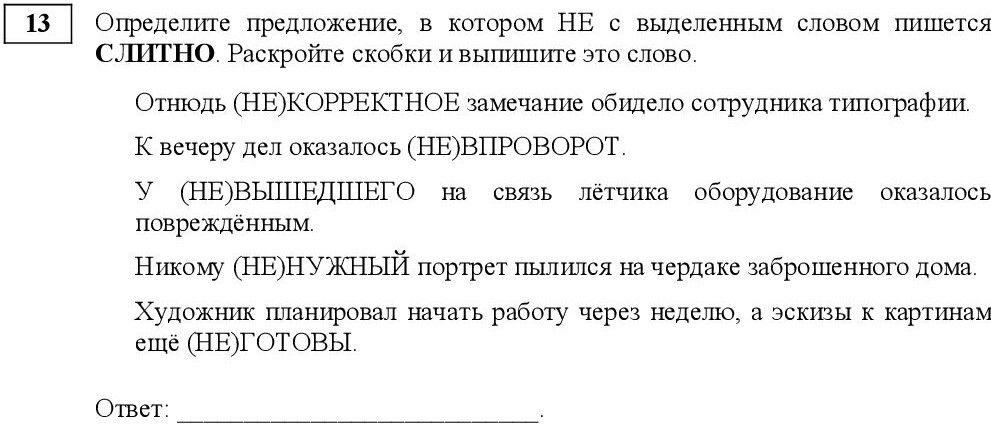 13 Определите предложение, в котором НЕ с выделенным словом пишется
СЛИТНО. Раскройте скобки и выпишите это слово.
Отнюдь (НЕ)КОРРЕКТНОЕ замечание обидело сотрудника типографии.
К вечеру дел оказалось (НЕ)ВПРОВОРОТ.
У (НЕ)ВЫШЕДШЕГО на связь лётчика оборудование оказалось
повреждённым.
Никому (НЕ)НУЖНЫЙ портрет пылился на чердаке заброшенного дома.
Художник планировал начать работу через неделю, а эскизы к картинам
ещё (НЕ)ГОТОВЫ.
Ответ: ___________________________.